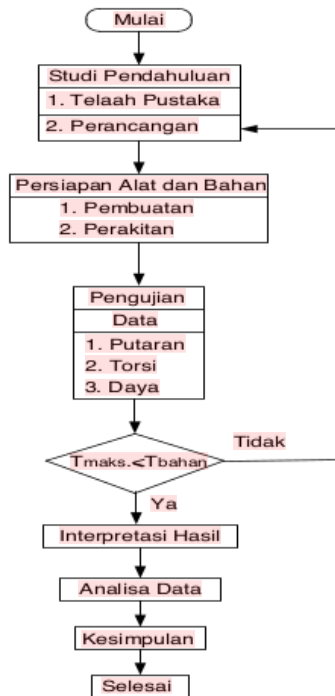 Mulai
Studi Pendahuluan
1. Telaah Pustaka
2. Perancangan
Persiapan Alat dan Bahan
1. Pembuatan
2. Perakitan
Pengujian
Data
1. Putaran
2. Torsi
3. Daya
Tmaks.<Tbahan
Tidak
Ya
Interpretasi Hasil
Analisa Data
Kesimpulan
Selesai